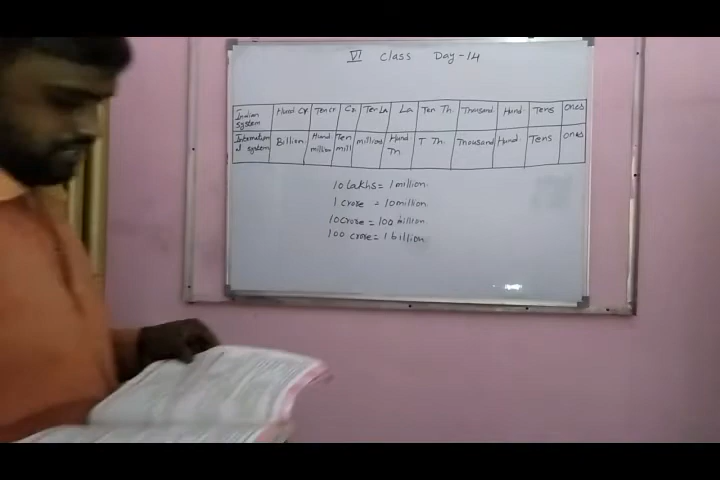 VI Class Day-14
Indian system Hund Cr Ten Cr Cr Ten La La Ten Th. Thousand Hund Tens ones
International system Billion Hund million Ten mill millions Hund Th T Th. Thousand Hund. Tens ones
10 lakhs = 1 million.
1 crore = 10 million.
10 crore = 100 million.
100 crore = 1 billion.